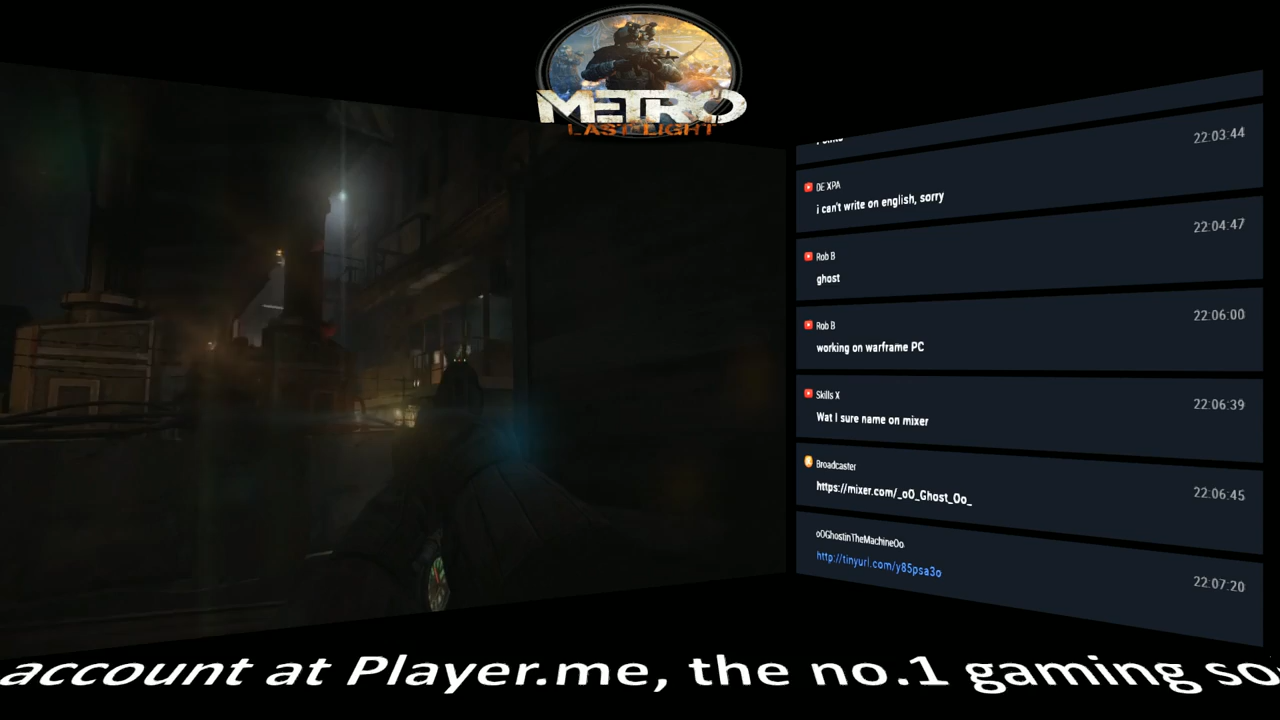 METRO
LAST LIGHT
22:03:44
DE XPA
i can't write on english, sorry
22:04:47
Rob B
ghost
22:06:00
Rob B
working on warframe PC
22:06:39
Skills X
Wat I sure name on mixer
22:06:45
Broadcaster
https://mixer.com/_oO_Ghost_Oo_
oOGhostinTheMachineOo
http://tinyurl.com/y85psa3o
22:07:20
account at Player.me, the no.1 gaming so